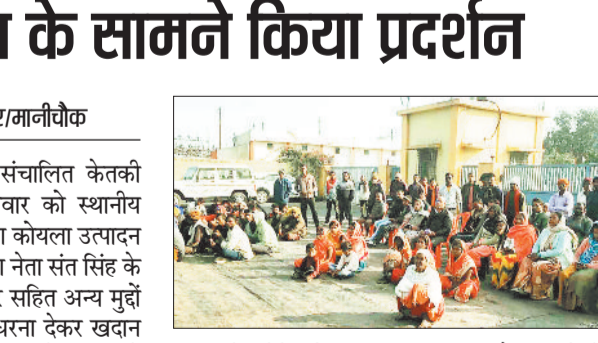 के सामने किया प्रदर्शन
/मानीचौक
संचालित केतकी
को स्थानीय
कोयला उत्पादन
नेता संत सिंह के
सहित अन्य मुद्दों
धरना देकर खदान